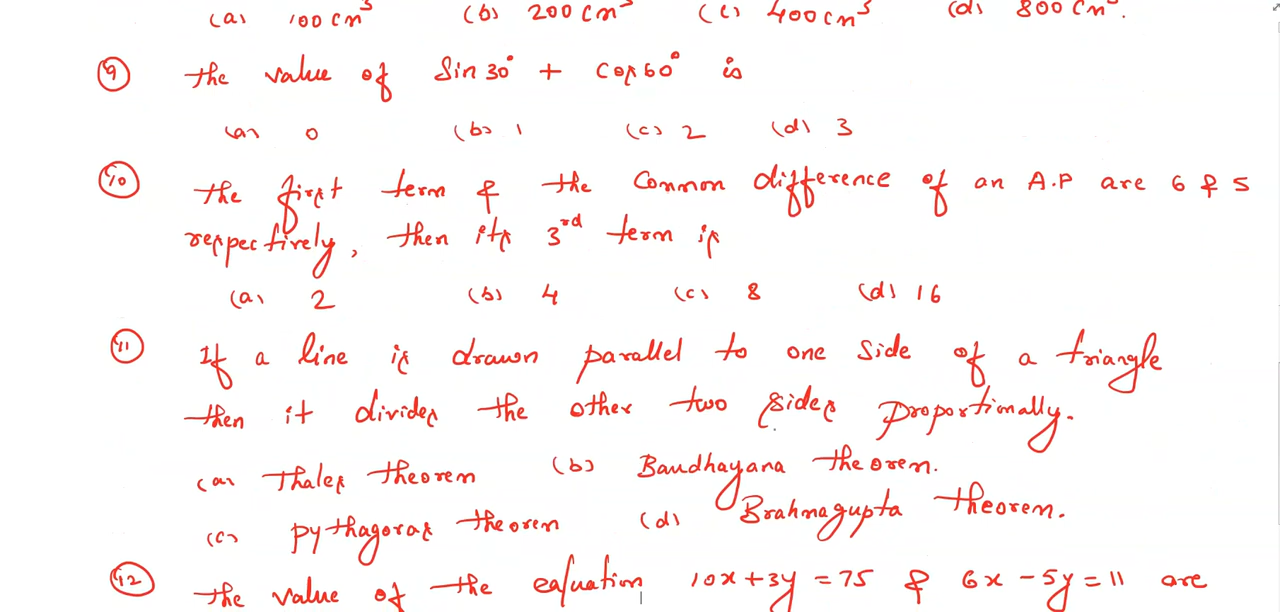 (a) 100 cm³ (b) 200 cm³ (c) 400 cm³ (d) 800 cm³.
9 the value of Sin 30° + Cos 60° is
(a) 0 (b) 1 (c) 2 (d) 3
10 the first term & the Common difference of an A.P are 6 & 5
respectively, then its 3rd term is
(a) 2 (b) 4 (c) 8 (d) 16
11 If a line is drawn parallel to one side of a triangle
then it divides the other two sides proportionally.
(a) Thales theorem (b) Baudhayana theorem.
(c) pythagoras theorem (d) Brahmagupta theorem.
12 the value of the equation 10x + 3y = 75 & 6x - 5y = 11 are